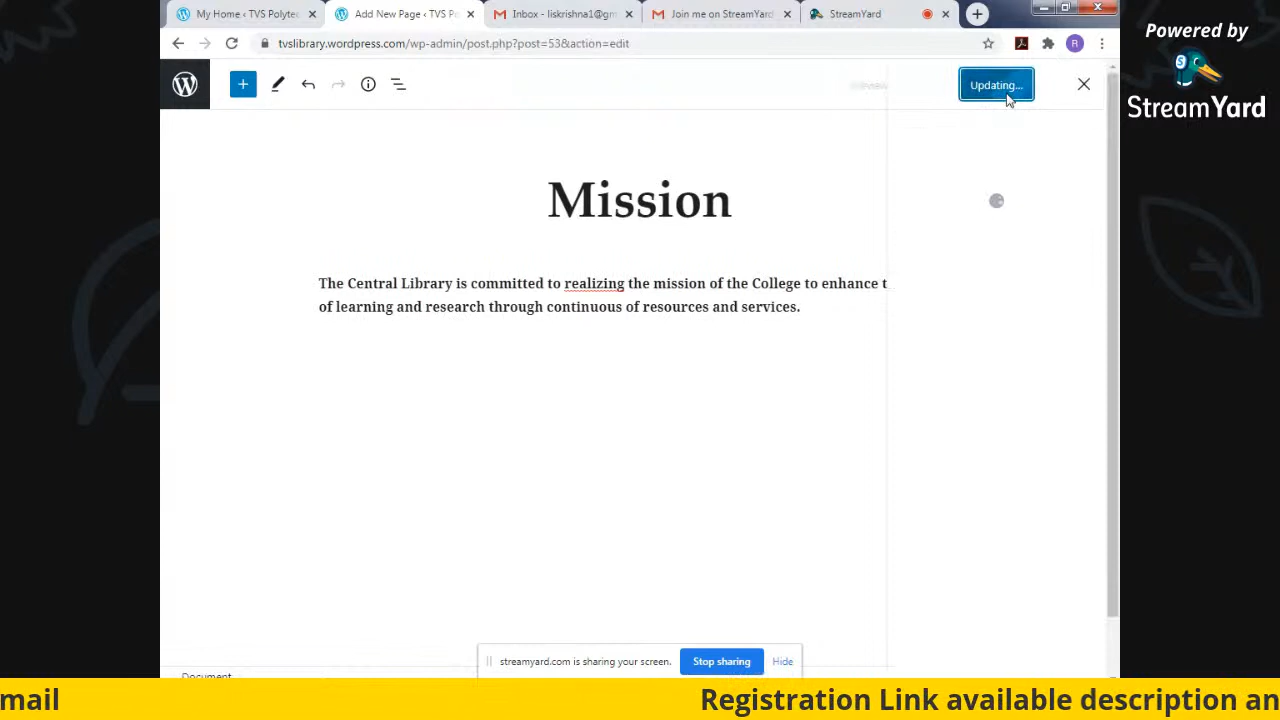 My Home ‹ TVS Polytec
Add New Page ‹ TVS Po
Inbox - liskrishna1@gm
Join me on StreamYard
StreamYard
Powered by
StreamYard
tvslibrary.wordpress.com/wp-admin/post.php?post=53&action=edit
R
Updating...
Mission
The Central Library is committed to realizing the mission of the College to enhance t
of learning and research through continuous of resources and services.
streamyard.com is sharing your screen.
Stop sharing
Hide
Document
mail
Registration Link available description an